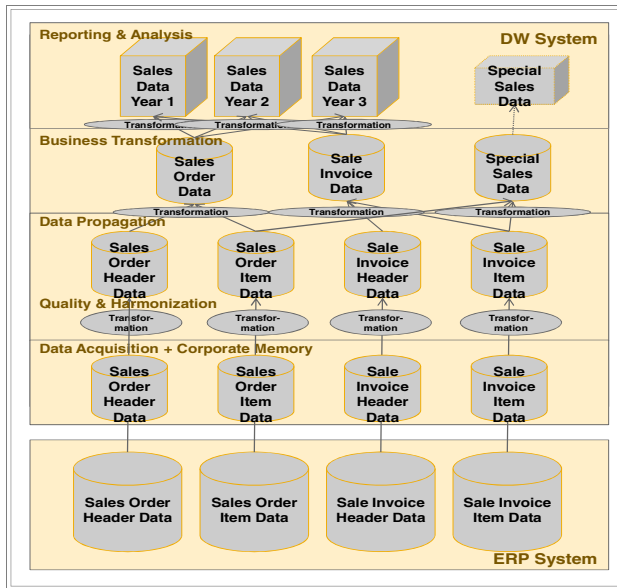 Reporting & Analysis
DW System
Sales
Data
Year 1
Sales
Data
Year 2
Sales
Data
Year 3
Special
Sales
Data
Transformation
Transformation
Transformation
Business Transformation
Sales
Order
Data
Sale
Invoice
Data
Special
Sales
Data
Transformation
Transformation
Transformation
Data Propagation
Sales
Order
Header
Data
Sales
Order
Item
Data
Sale
Invoice
Header
Data
Sale
Invoice
Item
Data
Quality & Harmonization
Transfor-
mation
Transfor-
mation
Transfor-
mation
Transfor-
mation
Data Acquisition + Corporate Memory
Sales
Order
Header
Data
Sales
Order
Item
Data
Sale
Invoice
Header
Data
Sale
Invoice
Item
Data
Sales Order
Header Data
Sales Order
Item Data
Sale Invoice
Header Data
Sale Invoice
Item Data
ERP System